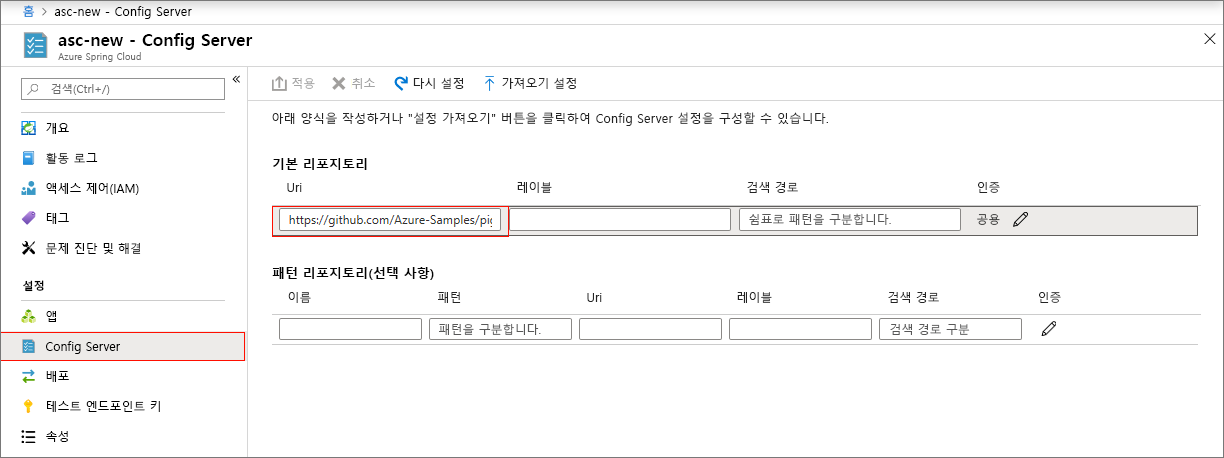 > asc-new - Config Server
asc-new - Config Server
Azure Spring Cloud
검색(Ctrl+/)
개요
활동 로그
액세스 제어(IAM)
태그
문제 진단 및 해결
설정
앱
Config Server
배포
테스트 엔드포인트 키
속성
적용 취소 다시 설정 가져오기 설정
아래 양식을 작성하거나 "설정 가져오기" 버튼을 클릭하여 Config Server 설정을 구성할 수 있습니다.
기본 리포지토리
Uri 레이블 검색 경로 인증
https://github.com/Azure-Samples/pig 쉼표로 패턴을 구분합니다. 공용
패턴 리포지토리(선택 사항)
이름 패턴 Uri 레이블 검색 경로 인증
패턴을 구분합니다. 검색 경로 구분